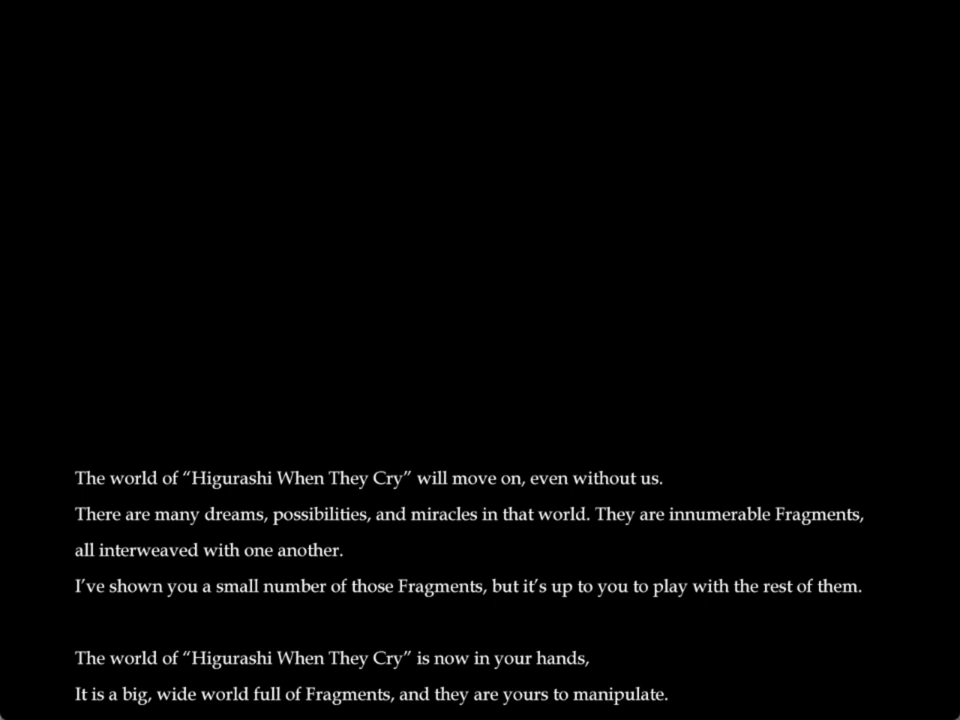 The world of “Higurashi When They Cry” will move on, even without us.
There are many dreams, possibilities, and miracles in that world. They are innumerable Fragments,
all interweaved with one another.
I’ve shown you a small number of those Fragments, but it’s up to you to play with the rest of them.
The world of “Higurashi When They Cry” is now in your hands,
It is a big, wide world full of Fragments, and they are yours to manipulate.